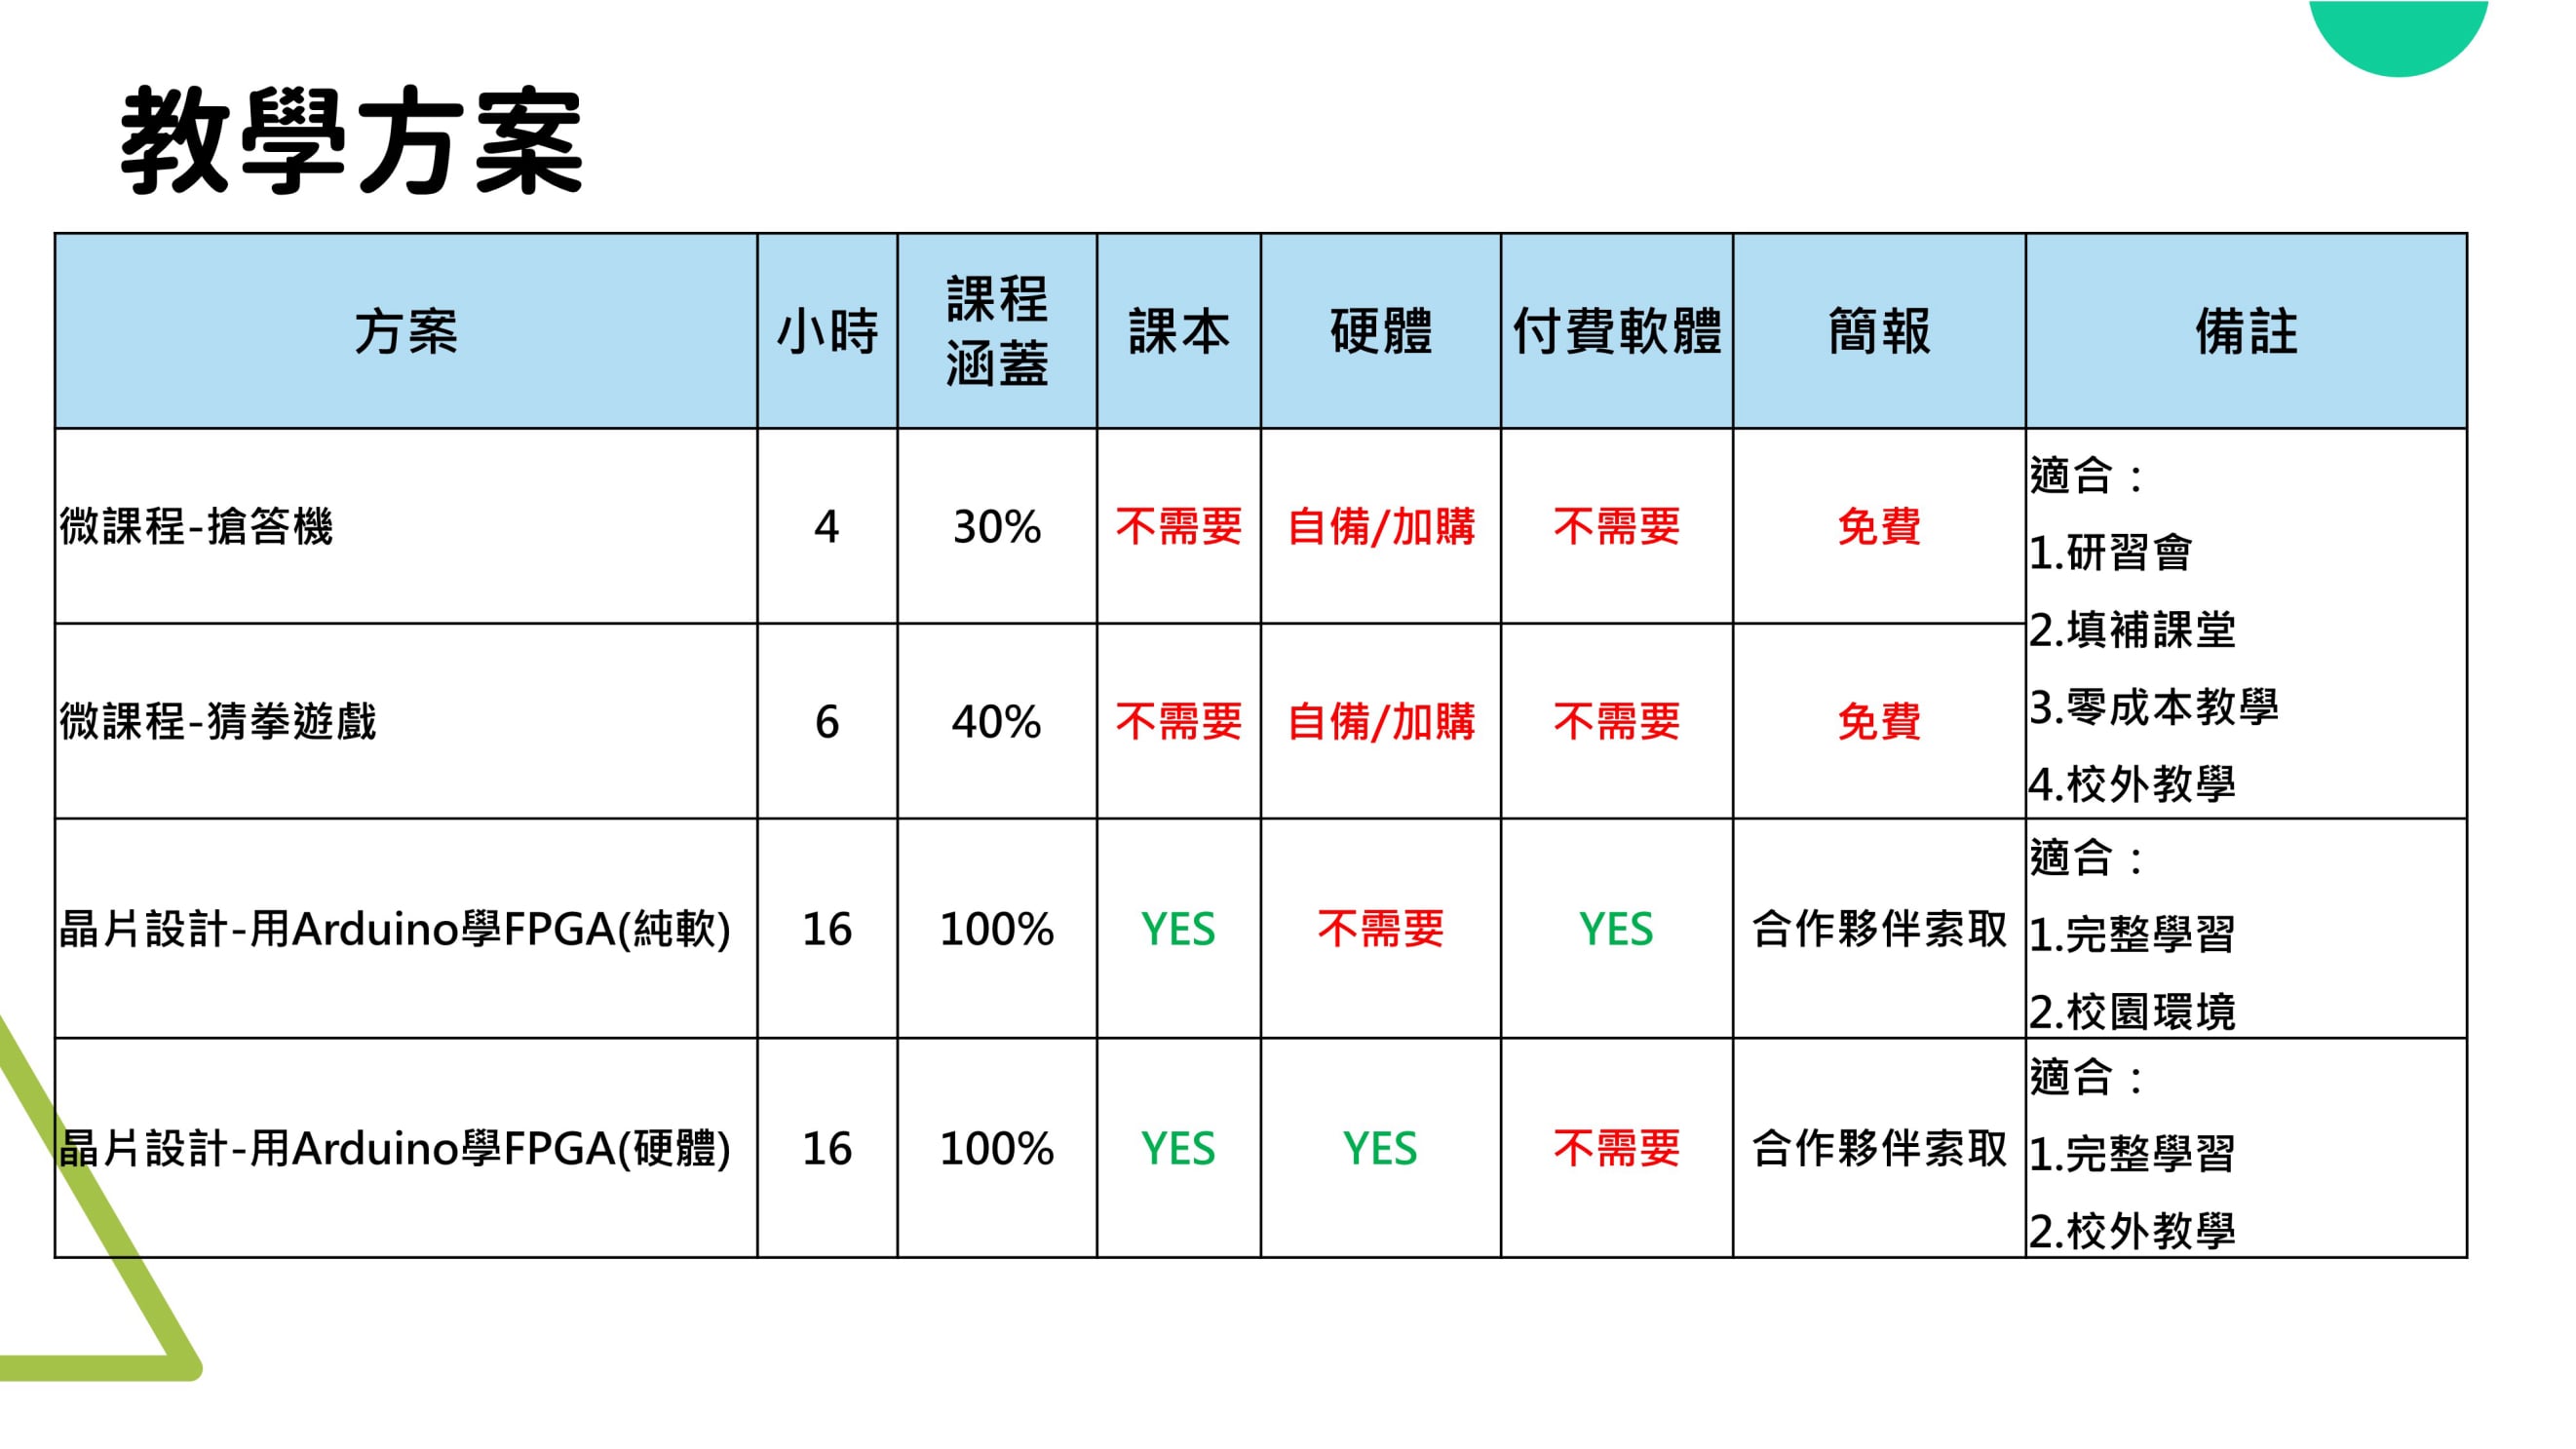 教學方案
方案 小時 課程涵蓋 課本 硬體 付費軟體 簡報 備註
微課程-搶答機 4 30% 不需要 自備/加購 不需要 免費
微課程-猜拳遊戲 6 40% 不需要 自備/加購 不需要 免費
適合：
1.研習會
2.填補課堂
3.零成本教學
4.校外教學
晶片設計-用Arduino學FPGA(純軟) 16 100% YES 不需要 YES 合作夥伴索取
適合：
1.完整學習
2.校園環境
晶片設計-用Arduino學FPGA(硬體) 16 100% YES YES 不需要 合作夥伴索取
適合：
1.完整學習
2.校外教學